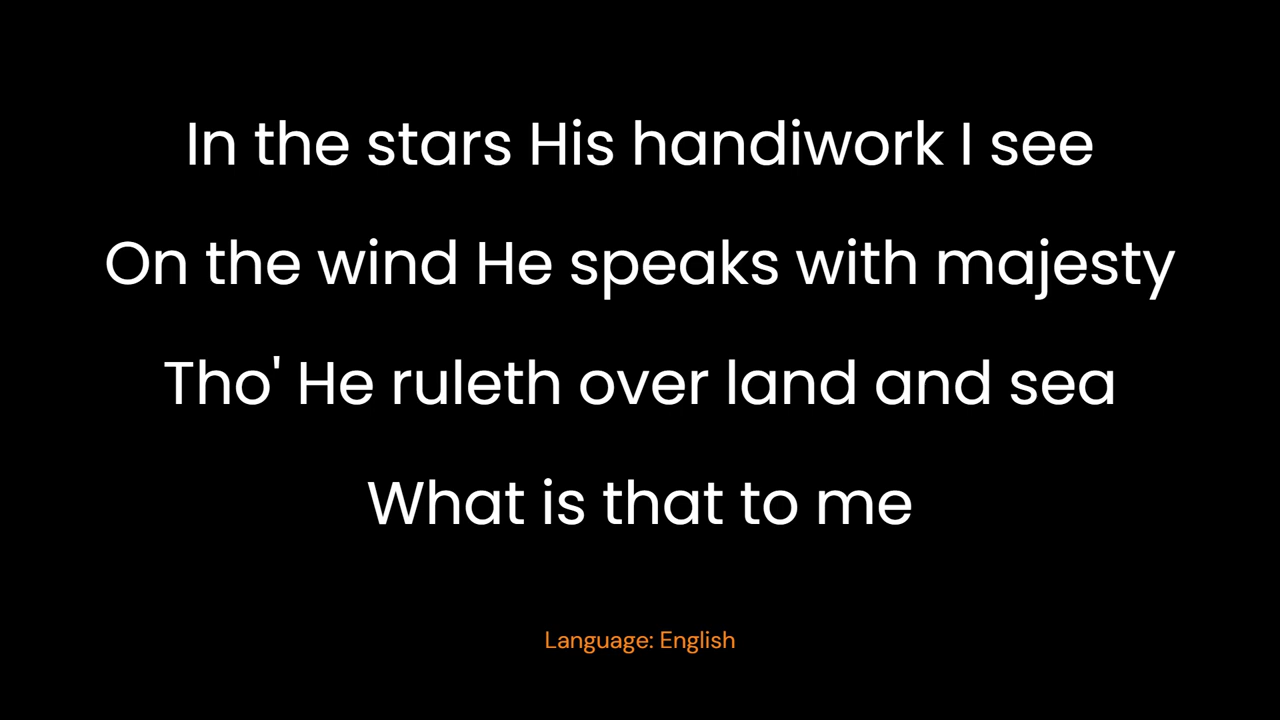 In the stars His handiwork I see
On the wind He speaks with majesty
Tho' He ruleth over land and sea
What is that to me
Language: English